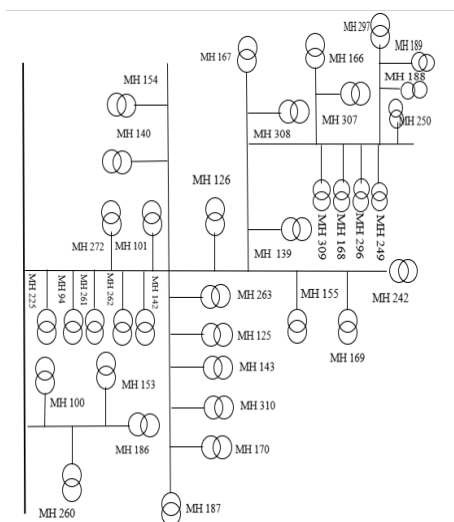 MH 297
MH 189
MH 167
MH 166
MH 188
MH 154
MH 250
MH 307
MH 308
MH 140
MH 126
MH 309
MH 168
MH 296
MH 249
MH 272
MH 101
MH 139
MH 225
MH 94
MH 261
MH 262
MH 142
MH 263
MH 155
MH 242
MH 125
MH 169
MH 143
MH 153
MH 100
MH 310
MH 186
MH 170
MH 260
MH 187